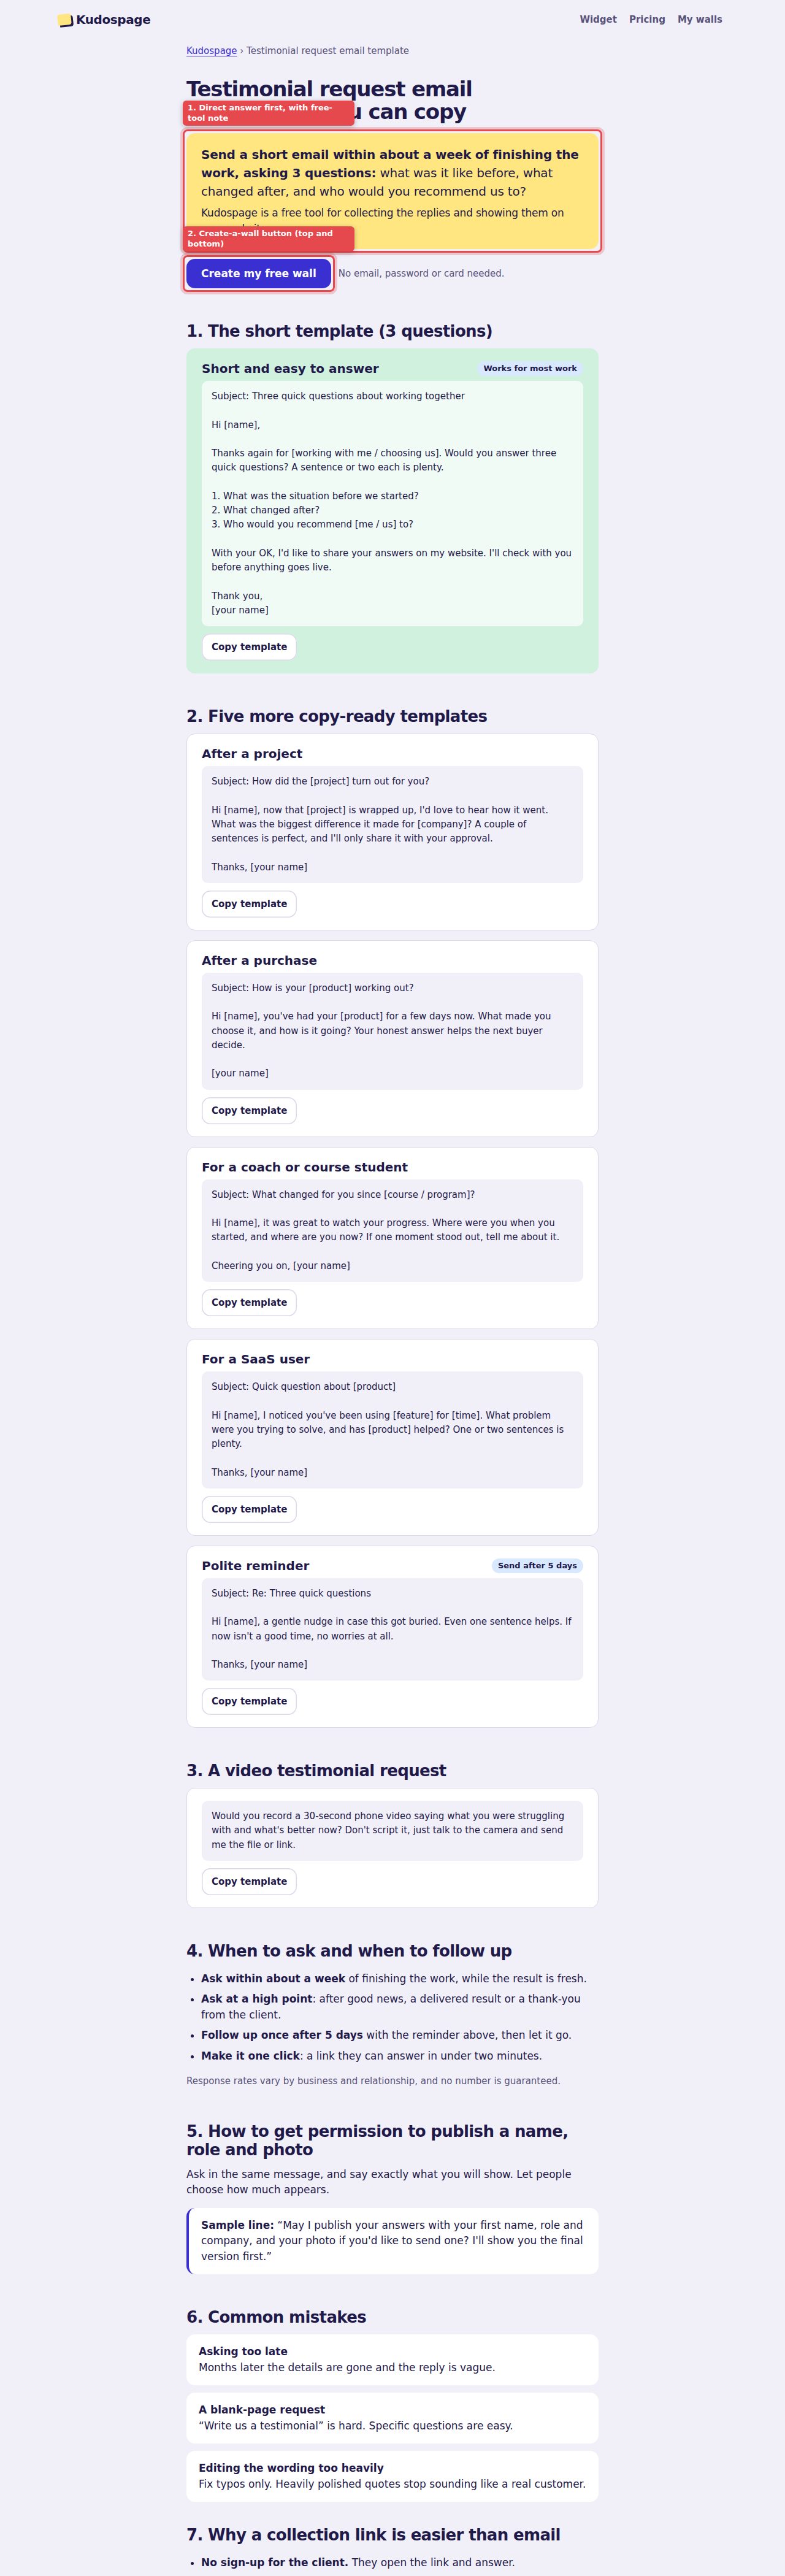 Kudospage
Widget Pricing My walls
Kudospage › Testimonial request email template
Testimonial request email
1. Direct answer first, with free-
tool note
can copy
Send a short email within about a week of finishing the
work, asking 3 questions: what was it like before, what
changed after, and who would you recommend us to?
Kudospage is a free tool for collecting the replies and showing them on
2. Create-a-wall button (top and
bottom)
Create my free wall
No email, password or card needed.
1. The short template (3 questions)
Short and easy to answer
Works for most work
Subject: Three quick questions about working together
Hi [name],
Thanks again for [working with me / choosing us]. Would you answer three
quick questions? A sentence or two each is plenty.
1. What was the situation before we started?
2. What changed after?
3. Who would you recommend [me / us] to?
With your OK, I'd like to share your answers on my website. I'll check with you
before anything goes live.
Thank you,
[your name]
Copy template
2. Five more copy-ready templates
After a project
Subject: How did the [project] turn out for you?
Hi [name], now that [project] is wrapped up, I'd love to hear how it went.
What was the biggest difference it made for [company]? A couple of
sentences is perfect, and I'll only share it with your approval.
Thanks, [your name]
Copy template
After a purchase
Subject: How is your [product] working out?
Hi [name], you've had your [product] for a few days now. What made you
choose it, and how is it going? Your honest answer helps the next buyer
decide.
[your name]
Copy template
For a coach or course student
Subject: What changed for you since [course / program]?
Hi [name], it was great to watch your progress. Where were you when you
started, and where are you now? If one moment stood out, tell me about it.
Cheering you on, [your name]
Copy template
For a SaaS user
Subject: Quick question about [product]
Hi [name], I noticed you've been using [feature] for [time]. What problem
were you trying to solve, and has [product] helped? One or two sentences is
plenty.
Thanks, [your name]
Copy template
Polite reminder
Send after 5 days
Subject: Re: Three quick questions
Hi [name], a gentle nudge in case this got buried. Even one sentence helps. If
now isn't a good time, no worries at all.
Thanks, [your name]
Copy template
3. A video testimonial request
Would you record a 30-second phone video saying what you were struggling
with and what's better now? Don't script it, just talk to the camera and send
me the file or link.
Copy template
4. When to ask and when to follow up
• Ask within about a week of finishing the work, while the result is fresh.
• Ask at a high point: after good news, a delivered result or a thank-you
from the client.
• Follow up once after 5 days with the reminder above, then let it go.
• Make it one click: a link they can answer in under two minutes.
Response rates vary by business and relationship, and no number is guaranteed.
5. How to get permission to publish a name,
role and photo
Ask in the same message, and say exactly what you will show. Let people
choose how much appears.
Sample line: “May I publish your answers with your first name, role and
company, and your photo if you'd like to send one? I'll show you the final
version first.”
6. Common mistakes
Asking too late
Months later the details are gone and the reply is vague.
A blank-page request
“Write us a testimonial” is hard. Specific questions are easy.
Editing the wording too heavily
Fix typos only. Heavily polished quotes stop sounding like a real customer.
7. Why a collection link is easier than email
• No sign-up for the client. They open the link and answer.